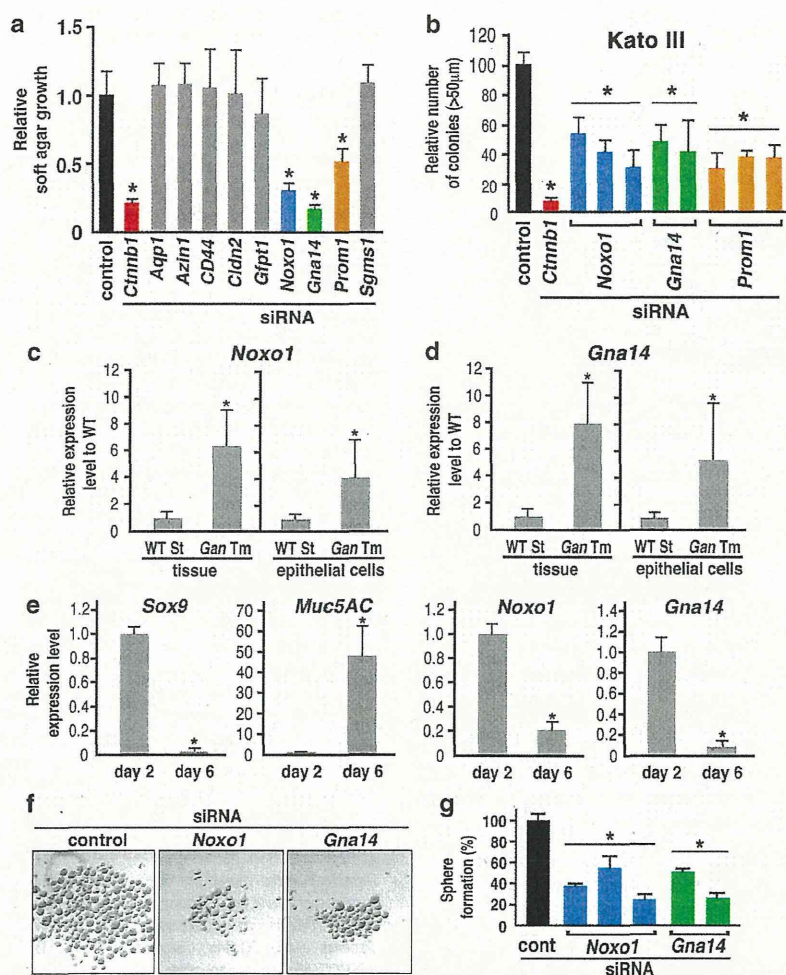 a
Relative
soft agar growth
1.5
1.0
0.5
0
*
*
*
*
control
Ctnnb1
Aqp1
Azin1
CD44
Cldn2
Gfpt1
Noxo1
Gna14
Prom1
Sgms1
siRNA
b
Kato III
Relative number
of colonies (>50μm)
120
100
80
60
40
20
0
*
*
*
*
control
Ctnnb1
Noxo1
Gna14
Prom1
siRNA
c
Noxo1
Relative expression
level to WT
12
10
8
6
4
2
0
*
*
WT St Gan Tm WT St Gan Tm
tissue epithelial cells
d
Gna14
Relative expression
level to WT
12
10
8
6
4
2
0
*
*
WT St Gan Tm WT St Gan Tm
tissue epithelial cells
e
Relative
expression level
Sox9
1.2
1.0
0.8
0.6
0.4
0.2
0
*
day 2 day 6
Muc5AC
70
60
50
40
30
20
10
0
*
day 2 day 6
Noxo1
1.2
1.0
0.8
0.6
0.4
0.2
0
*
day 2 day 6
Gna14
1.4
1.2
1.0
0.8
0.6
0.4
0.2
0
*
day 2 day 6
f
siRNA
control Noxo1 Gna14
g
Sphere
formation (%)
100
80
60
40
20
0
*
*
cont Noxo1 Gna14
siRNA